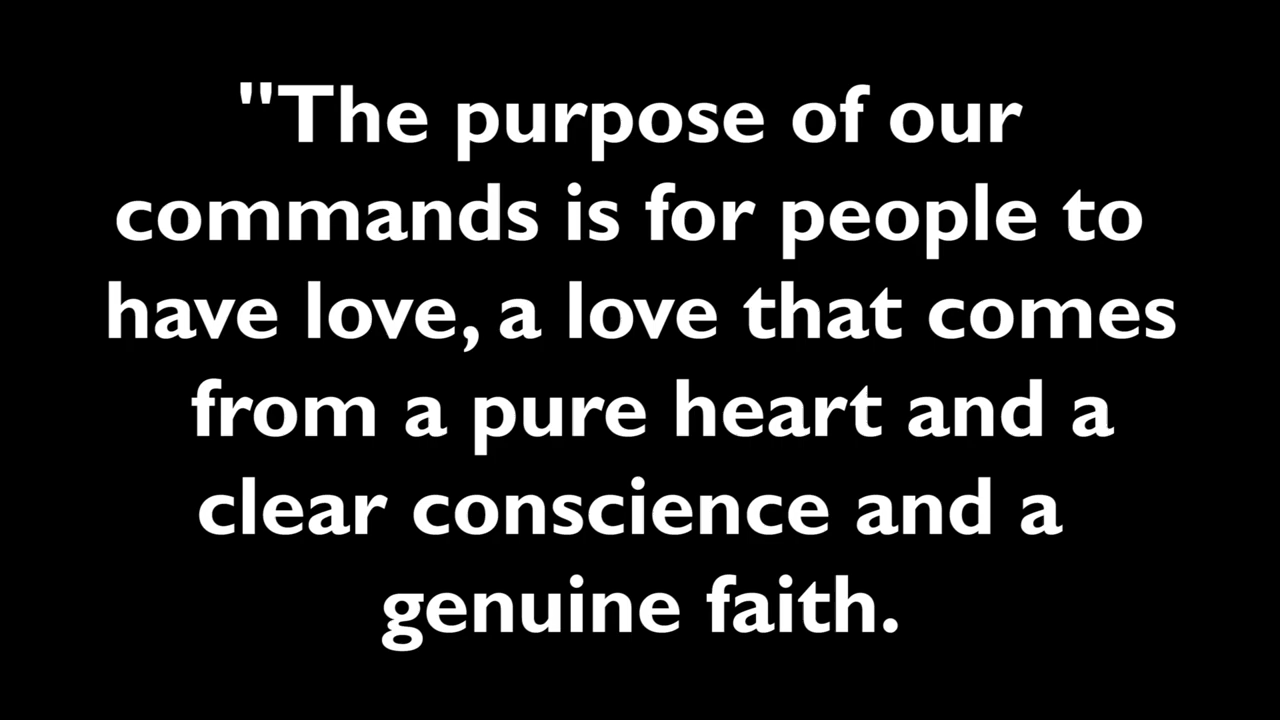 "The purpose of our
commands is for people to
have love, a love that comes
from a pure heart and a
clear conscience and a
genuine faith.